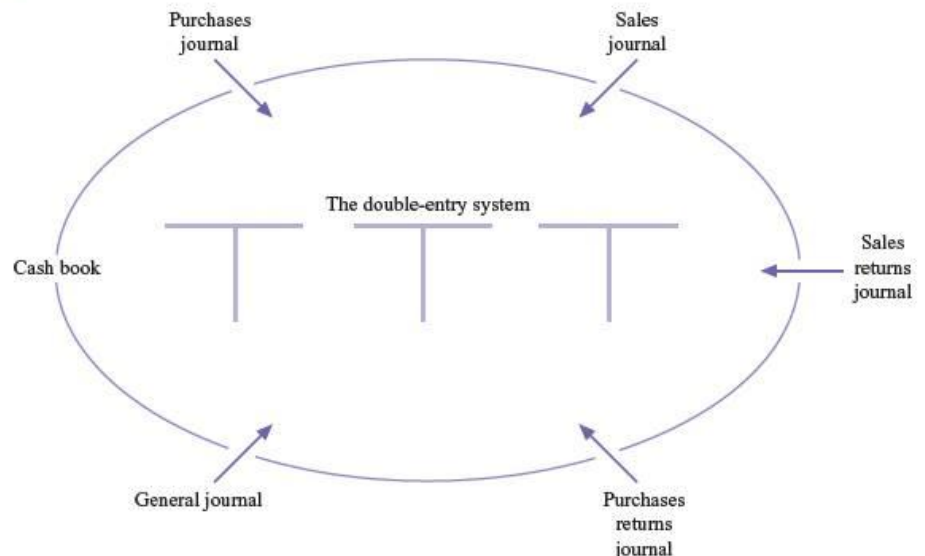 Purchases
journal
Sales
journal
The double-entry system
Cash book
Sales
returns
journal
General journal
Purchases
returns
journal